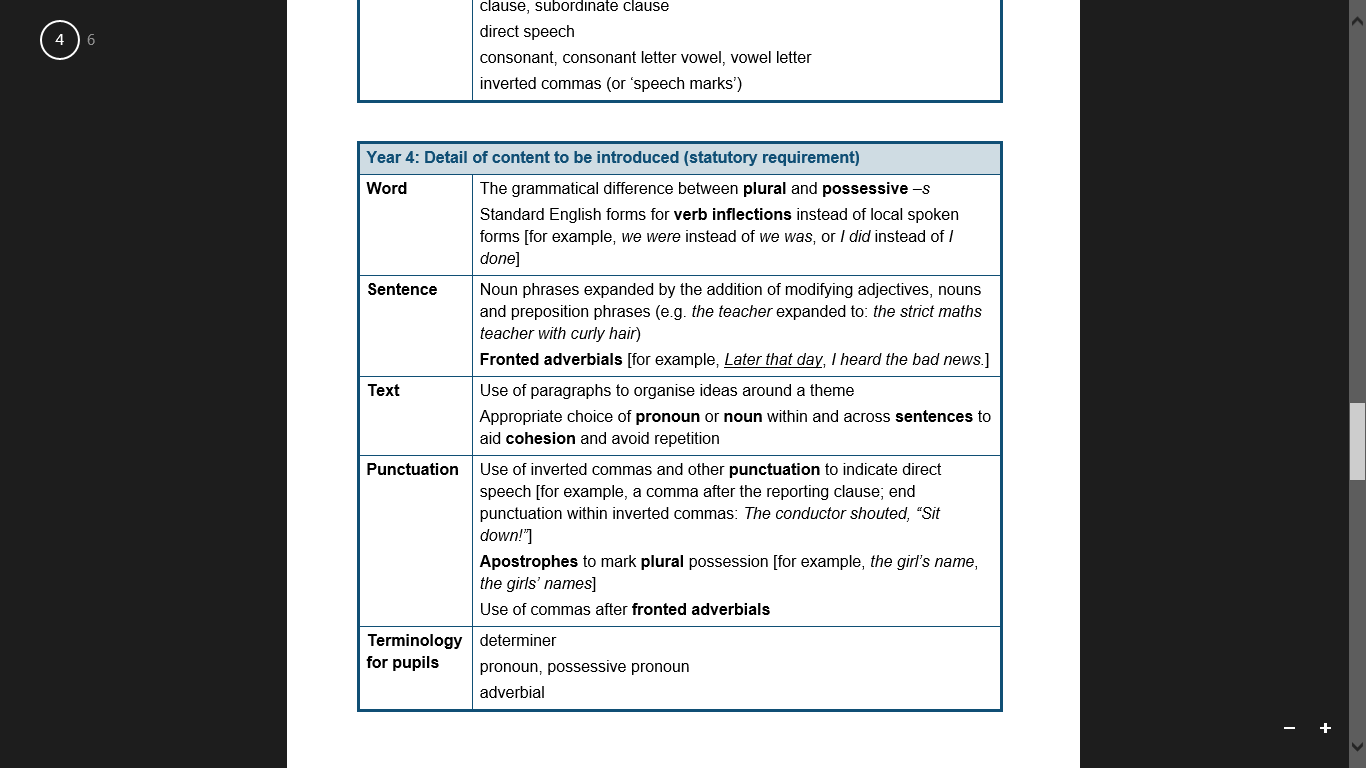 4 6
clause, subordinate clause
direct speech
consonant, consonant letter vowel, vowel letter
inverted commas (or ‘speech marks’)
Year 4: Detail of content to be introduced (statutory requirement)
Word
The grammatical difference between plural and possessive –s
Standard English forms for verb inflections instead of local spoken
forms [for example, we were instead of we was, or I did instead of I
done]
Sentence
Noun phrases expanded by the addition of modifying adjectives, nouns
and preposition phrases (e.g. the teacher expanded to: the strict maths
teacher with curly hair)
Fronted adverbials [for example, Later that day, I heard the bad news.]
Text
Use of paragraphs to organise ideas around a theme
Appropriate choice of pronoun or noun within and across sentences to
aid cohesion and avoid repetition
Punctuation
Use of inverted commas and other punctuation to indicate direct
speech [for example, a comma after the reporting clause; end
punctuation within inverted commas: The conductor shouted, “Sit
down!”]
Apostrophes to mark plural possession [for example, the girl’s name,
the girls’ names]
Use of commas after fronted adverbials
Terminology
for pupils
determiner
pronoun, possessive pronoun
adverbial